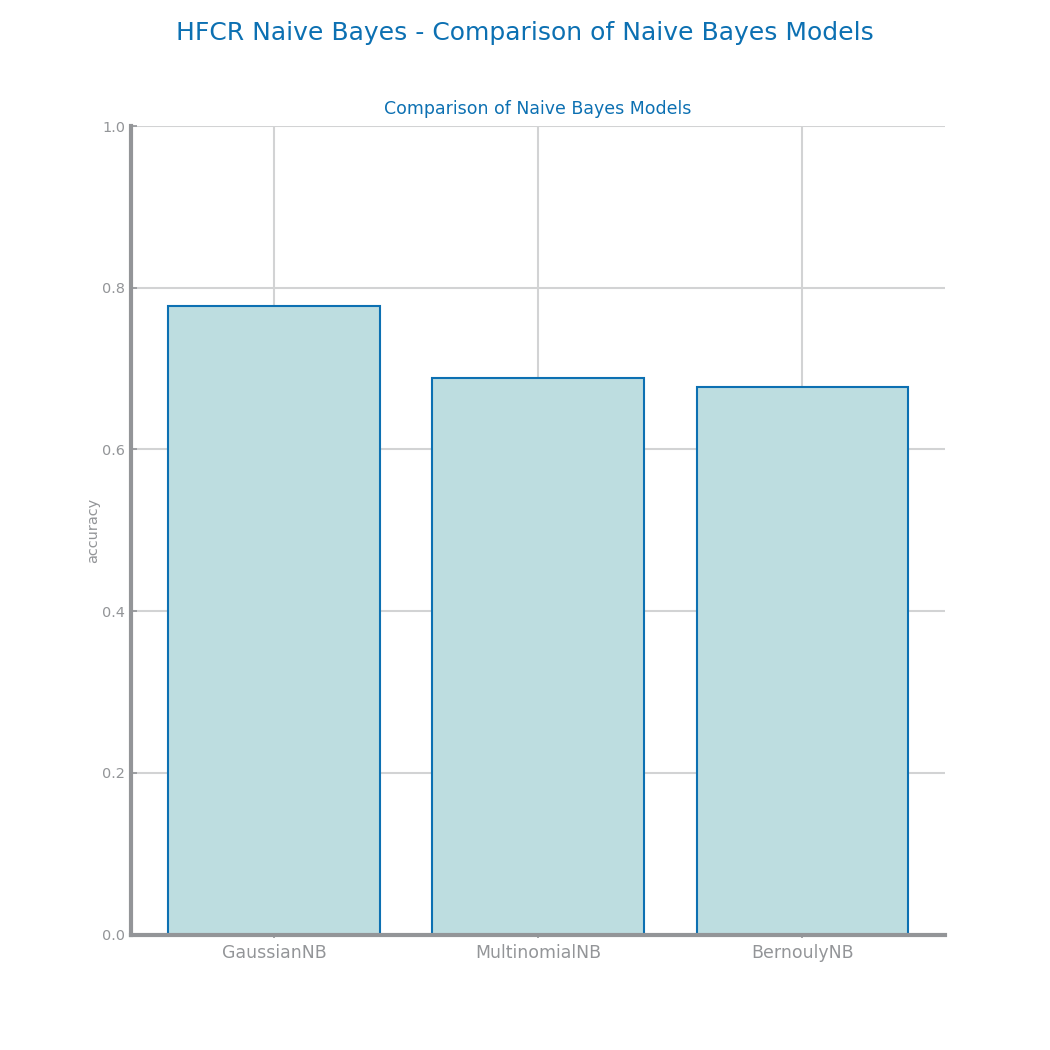 HFCR Naive Bayes - Comparison of Naive Bayes Models
Comparison of Naive Bayes Models
1.0
0.8
0.6
0.4
0.2
0.0
accuracy
GaussianNB
MultinomialNB
BernoulyNB